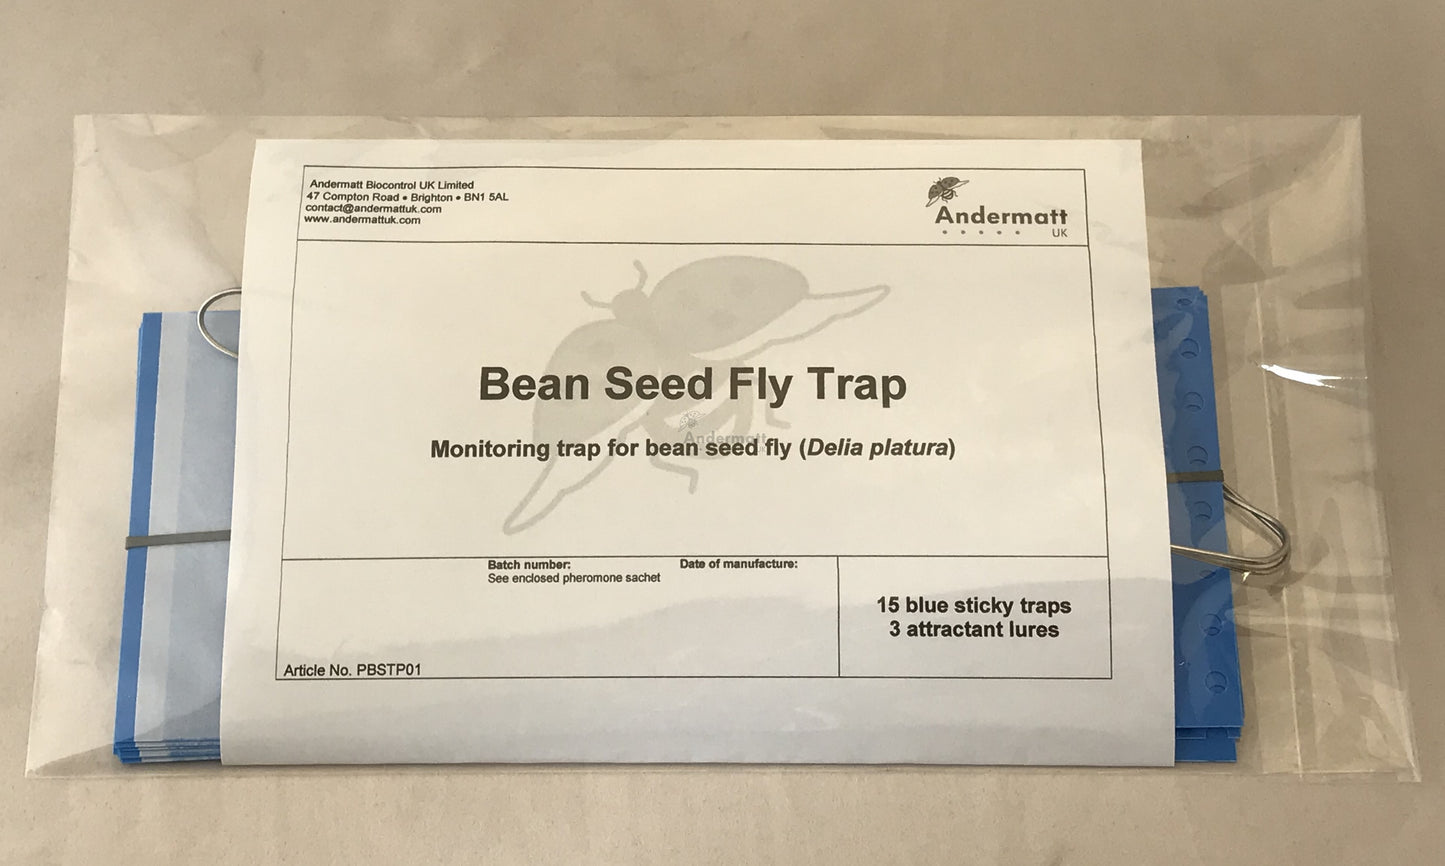 Andermatt Biocontrol UK Limited
47 Compton Road • Brighton • BN1 5AL
contact@andermattuk.com
www.andermattuk.com
Andermatt
UK
Bean Seed Fly Trap
Andermatt
Monitoring trap for bean seed fly (Delia platura)
Batch number:
See enclosed pheromone sachet
Date of manufacture:
15 blue sticky traps
3 attractant lures
Article No. PBSTP01